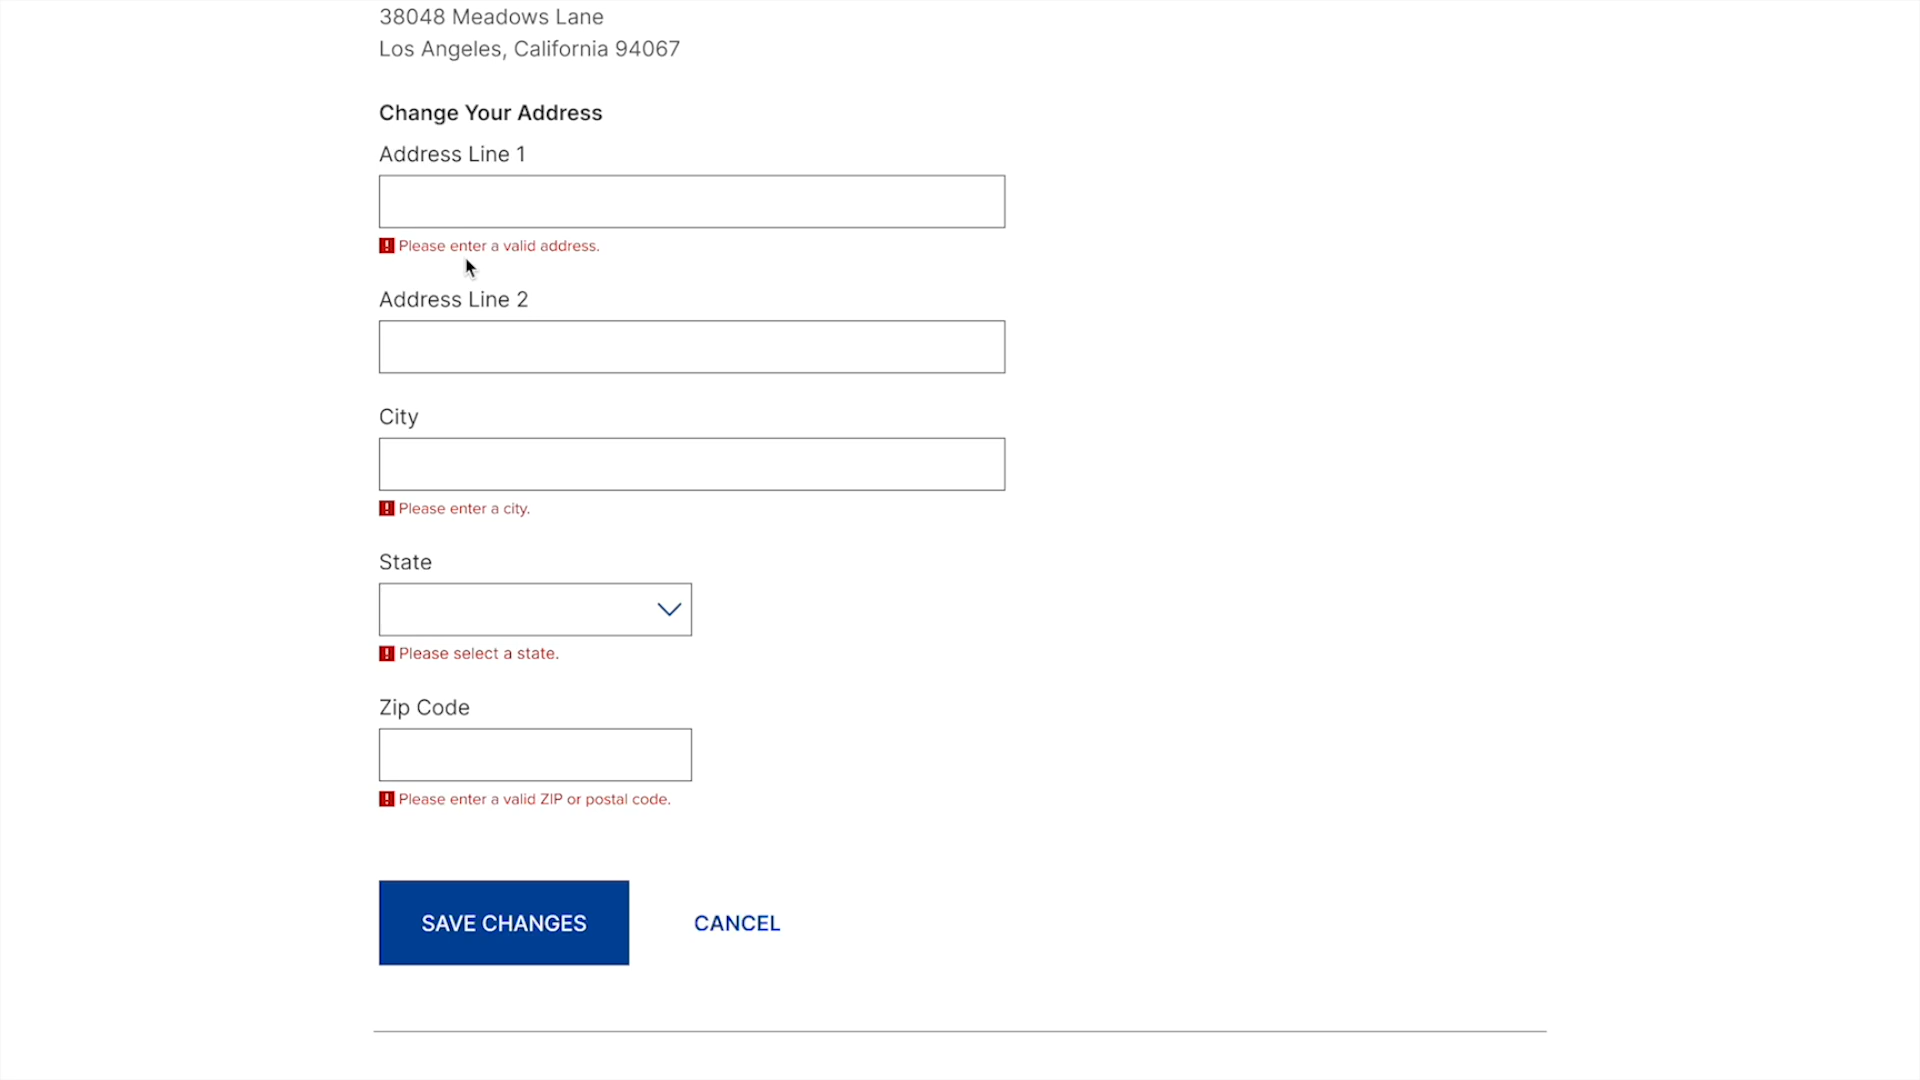 38048 Meadows Lane
Los Angeles, California 94067
Change Your Address
Address Line 1
! Please enter a valid address.
Address Line 2
City
! Please enter a city.
State
! Please select a state.
Zip Code
! Please enter a valid ZIP or postal code.
SAVE CHANGES CANCEL